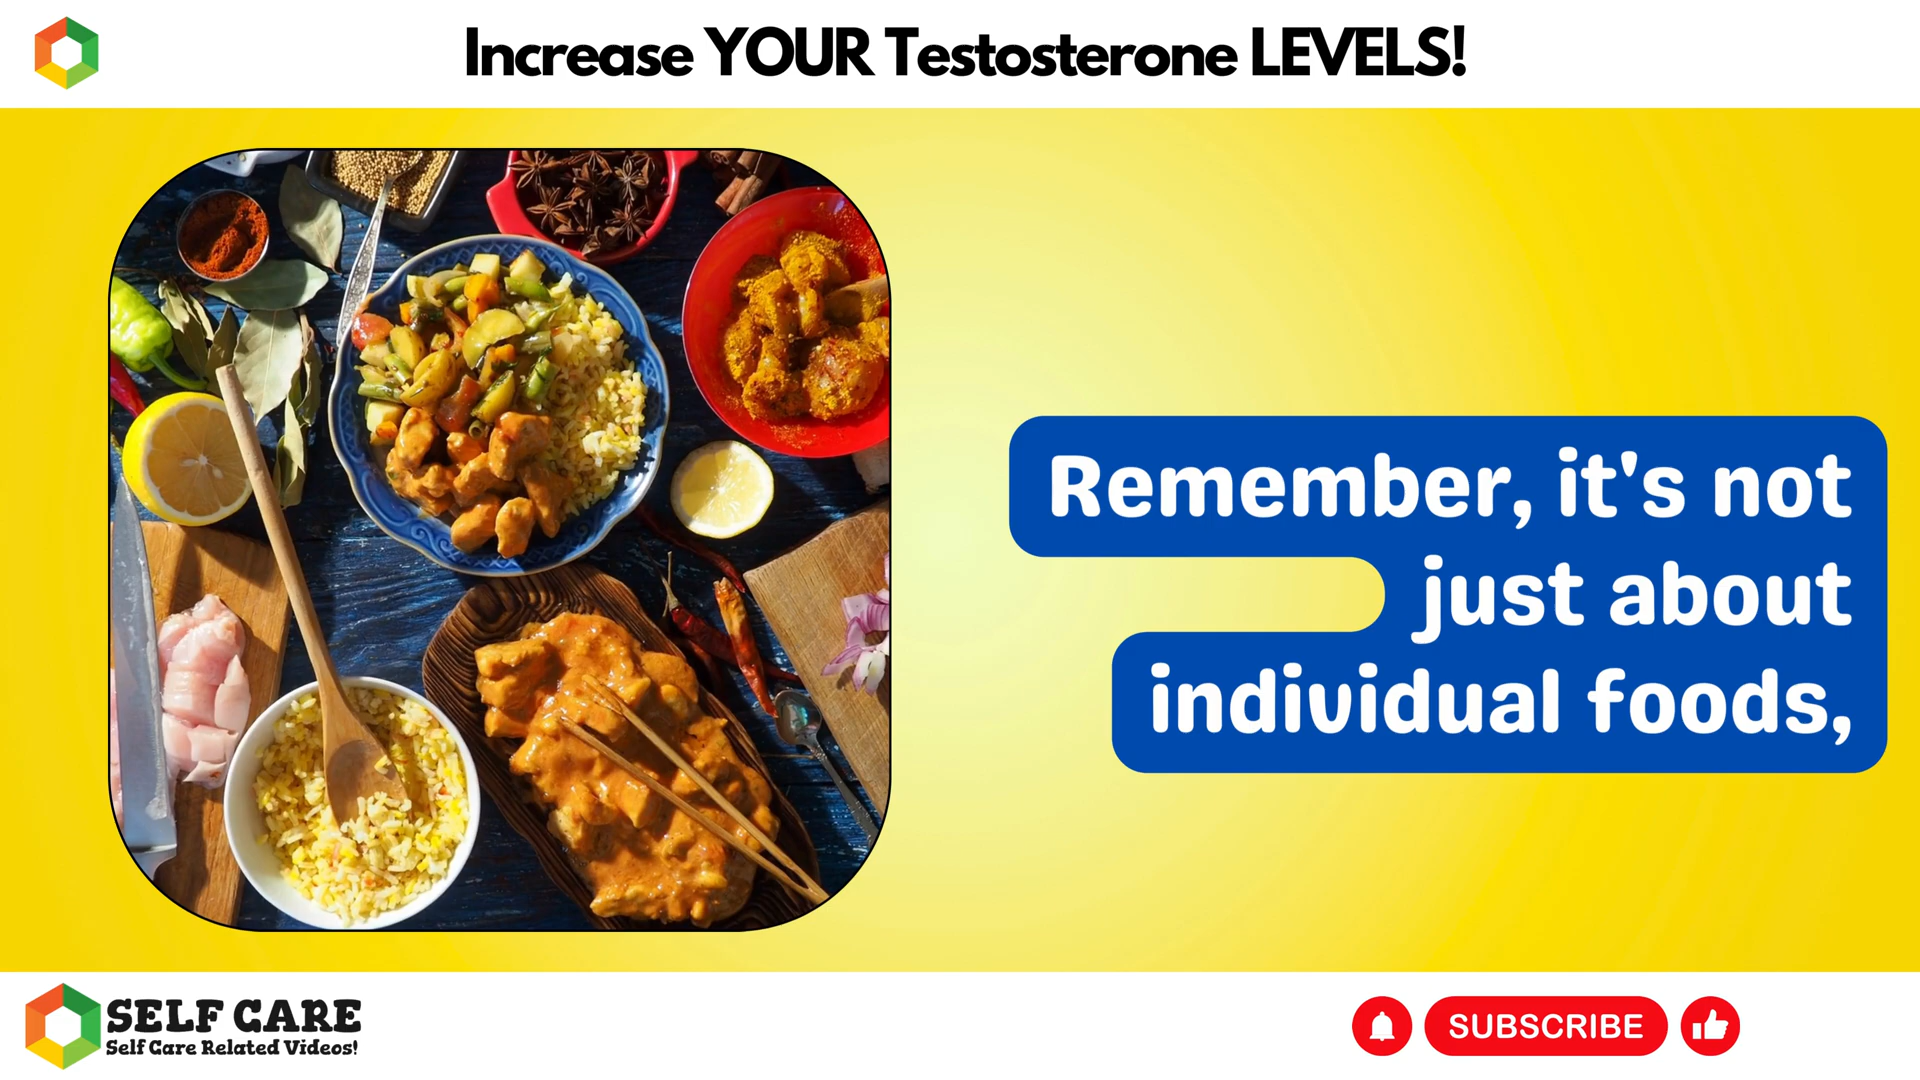 Increase YOUR Testosterone LEVELS!
Remember, it's not
just about
individual foods,
SELF CARE
Self Care Related Videos!
SUBSCRIBE